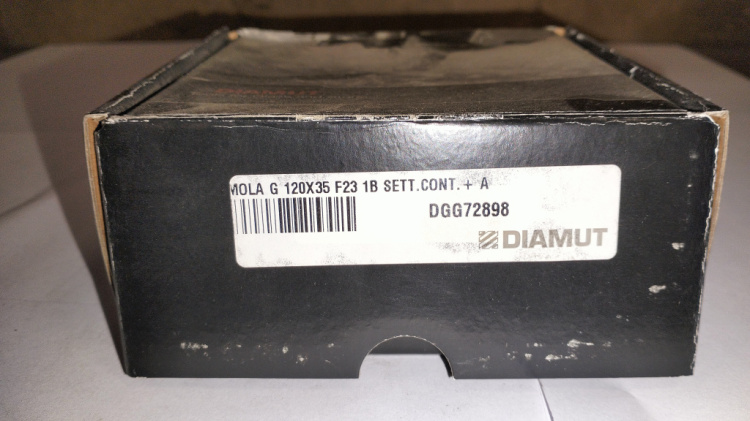 MOLA G 120X35 F23 1B SETT.CONT.+ A
DGG72898
DIAMUT